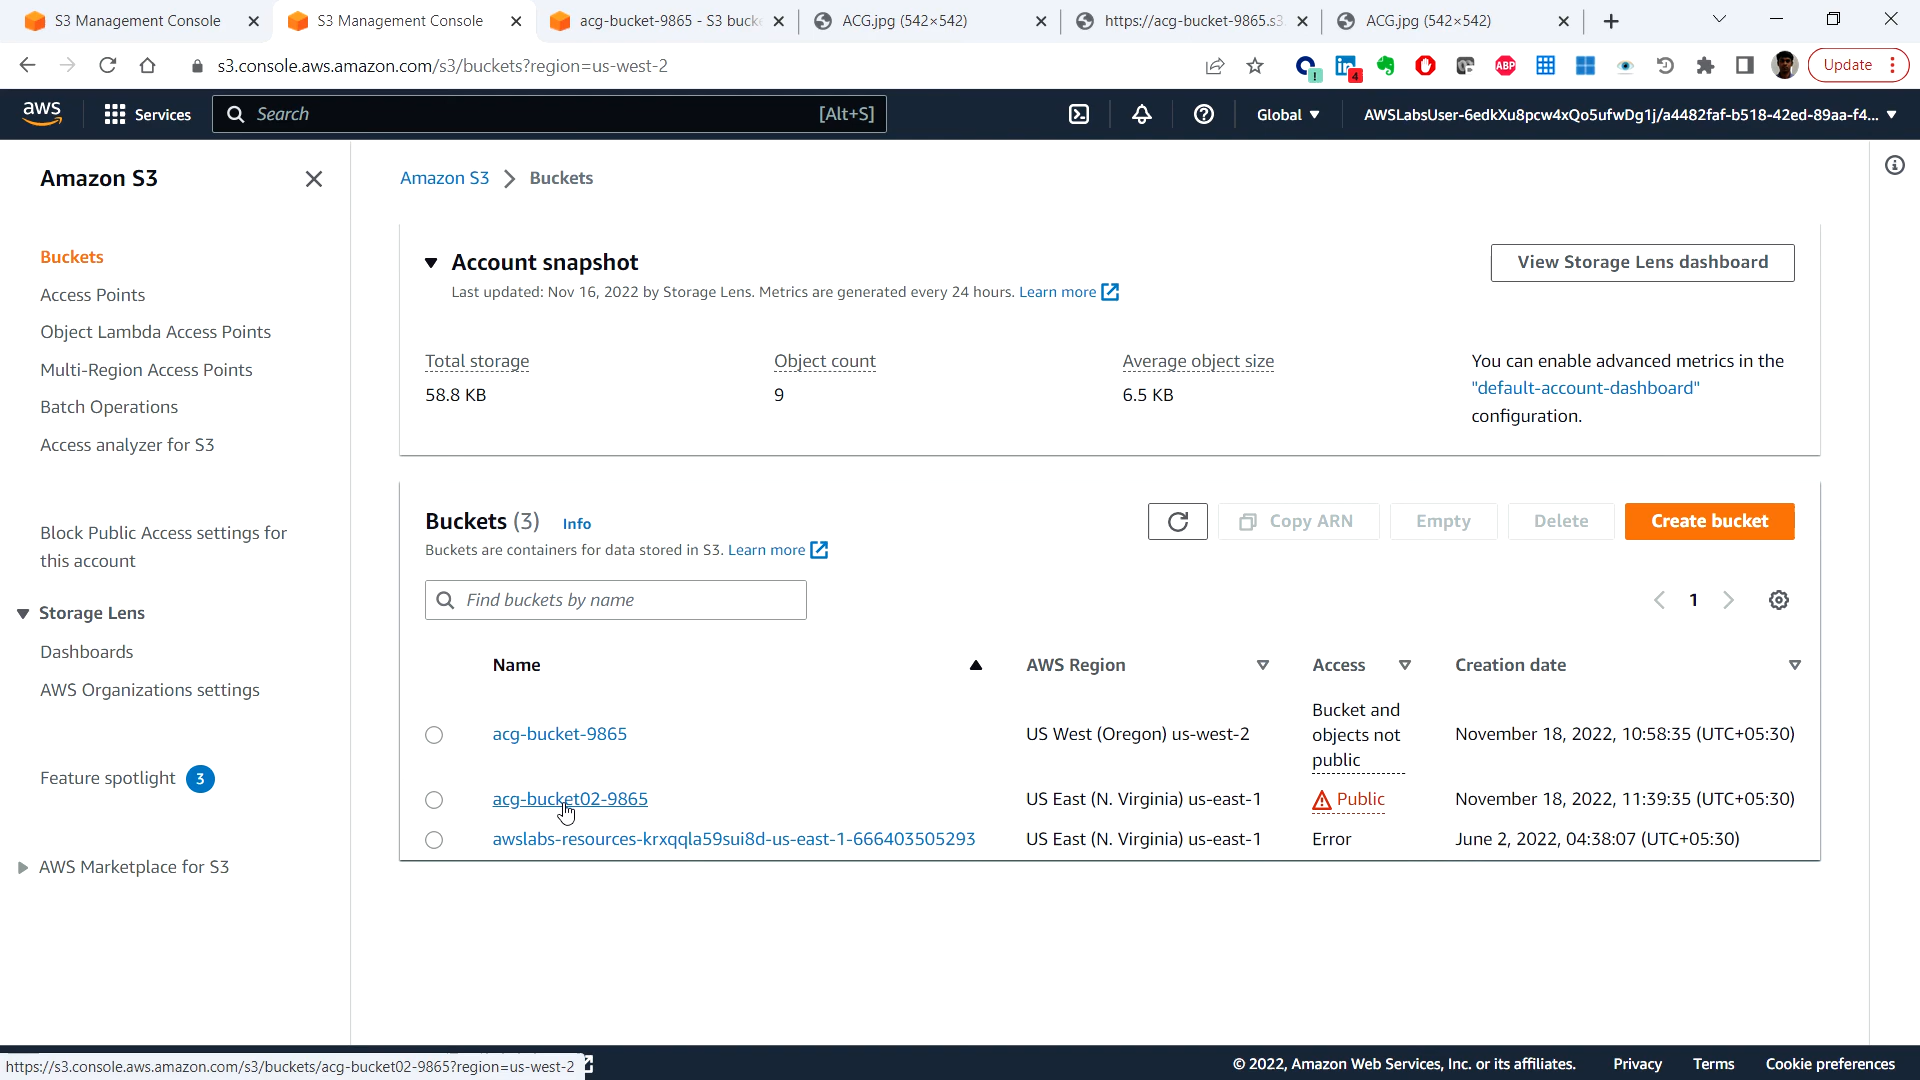 S3 Management Console
S3 Management Console
acg-bucket-9865 - S3 buck
ACG.jpg (542×542)
https://acg-bucket-9865.s3
ACG.jpg (542×542)
s3.console.aws.amazon.com/s3/buckets?region=us-west-2
4
ABP
Update
aws
Services
Search
[Alt+S]
Global
AWSLabsUser-6edkXu8pcw4xQo5ufwDg1j/a4482faf-b518-42ed-89aa-f4...
Amazon S3
Buckets
Access Points
Object Lambda Access Points
Multi-Region Access Points
Batch Operations
Access analyzer for S3
Block Public Access settings for
this account
Storage Lens
Dashboards
AWS Organizations settings
Feature spotlight 3
AWS Marketplace for S3
Amazon S3 > Buckets
Account snapshot
Last updated: Nov 16, 2022 by Storage Lens. Metrics are generated every 24 hours. Learn more
View Storage Lens dashboard
Total storage
58.8 KB
Object count
9
Average object size
6.5 KB
You can enable advanced metrics in the
"default-account-dashboard"
configuration.
Buckets (3) Info
Buckets are containers for data stored in S3. Learn more
Copy ARN
Empty
Delete
Create bucket
Find buckets by name
1
Name
AWS Region
Access
Creation date
acg-bucket-9865
US West (Oregon) us-west-2
Bucket and
objects not
public
November 18, 2022, 10:58:35 (UTC+05:30)
acg-bucket02-9865
US East (N. Virginia) us-east-1
Public
November 18, 2022, 11:39:35 (UTC+05:30)
awslabs-resources-krxqqla59sui8d-us-east-1-666403505293
US East (N. Virginia) us-east-1
Error
June 2, 2022, 04:38:07 (UTC+05:30)
https://s3.console.aws.amazon.com/s3/buckets/acg-bucket02-9865?region=us-west-2
© 2022, Amazon Web Services, Inc. or its affiliates.
Privacy
Terms
Cookie preferences